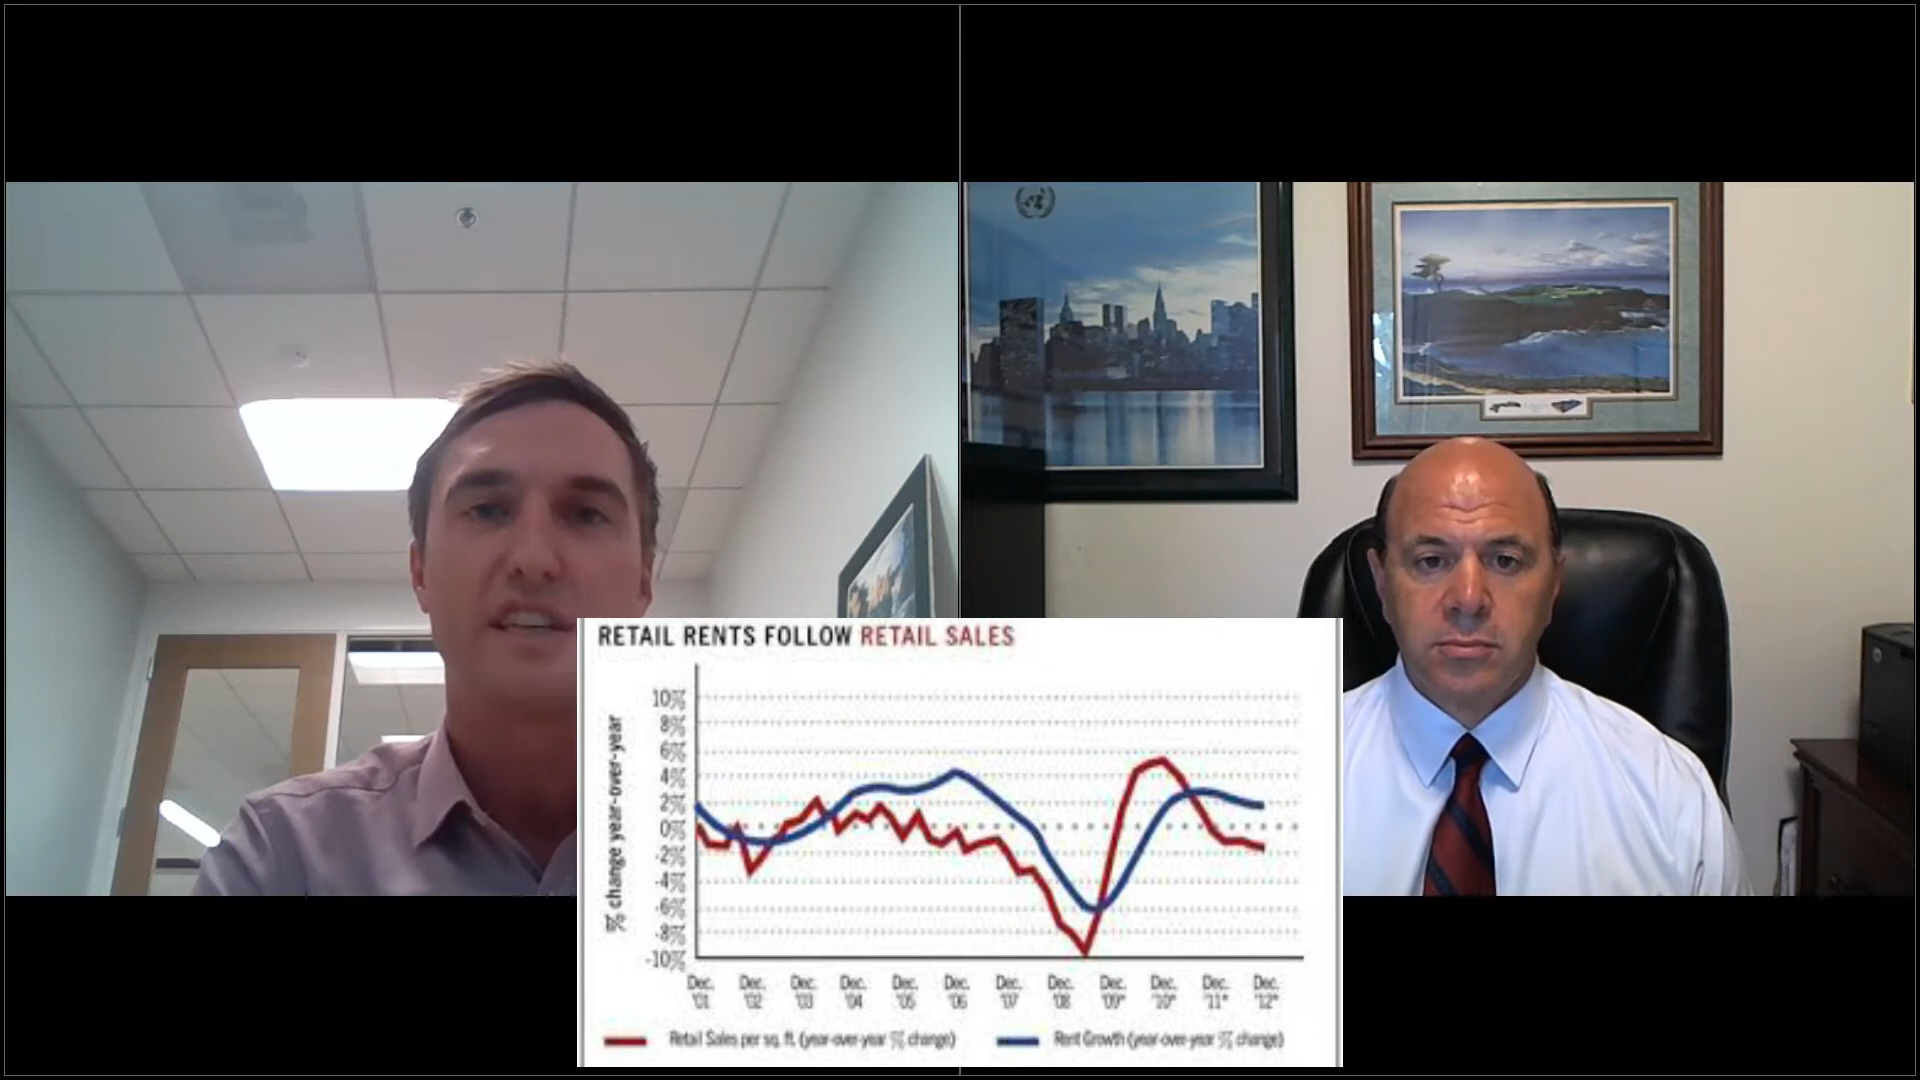 RETAIL RENTS FOLLOW RETAIL SALES
% change year-over-year
10%
8%
6%
4%
2%
0%
-2%
-4%
-6%
-8%
-10%
Dec. '01 Dec. '02 Dec. '03 Dec. '04 Dec. '05 Dec. '06 Dec. '07 Dec. '08 Dec. '09* Dec. '10* Dec. '11* Dec. '12*
Retail Sales per sq. ft. (year-over-year % change) Rent Growth (year-over-year % change)